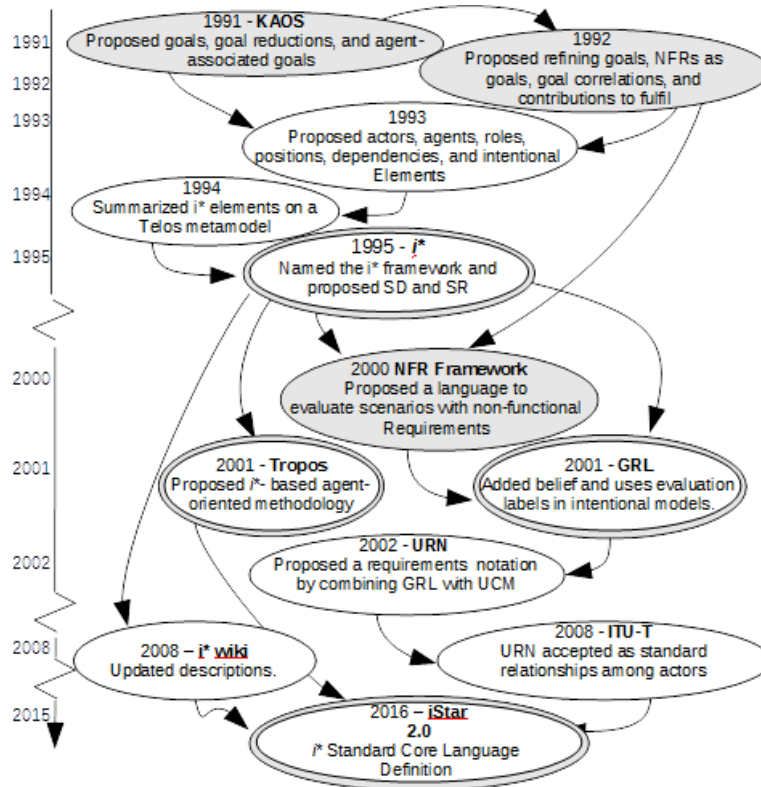 1991
1992
1993
1994
1995
2000
2001
2002
2008
2015
1991 - KAOS
Proposed goals, goal reductions, and agent-
associated goals
1992
Proposed refining goals, NFRs as
goals, goal correlations, and
contributions to fulfil
1993
Proposed actors, agents, roles,
positions, dependencies, and intentional
Elements
1994
Summarized i* elements on a
Telos metamodel
1995 - i*
Named the i* framework and
proposed SD and SR
2000 NFR Framework
Proposed a language to
evaluate scenarios with non-functional
Requirements
2001 - Tropos
Proposed i*- based agent-
oriented methodology
2001 - GRL
Added belief and uses evaluation
labels in intentional models.
2002 - URN
Proposed a requirements notation
by combining GRL with UCM
2008 – i* wiki
Updated descriptions.
2008 - ITU-T
URN accepted as standard
relationships among actors
2016 – iStar
2.0
i* Standard Core Language
Definition